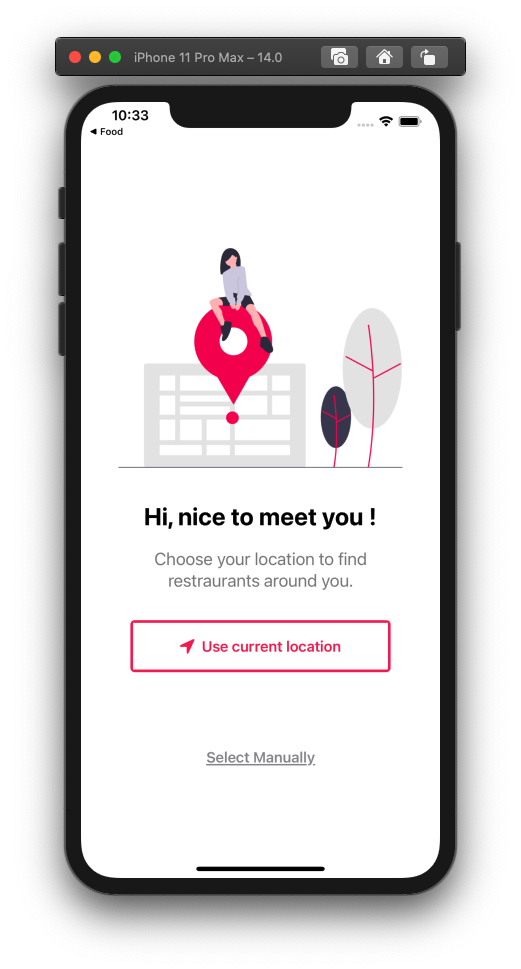 iPhone 11 Pro Max – 14.0
10:33
◀ Food
Hi, nice to meet you !
Choose your location to find
restraurants around you.
Use current location
Select Manually